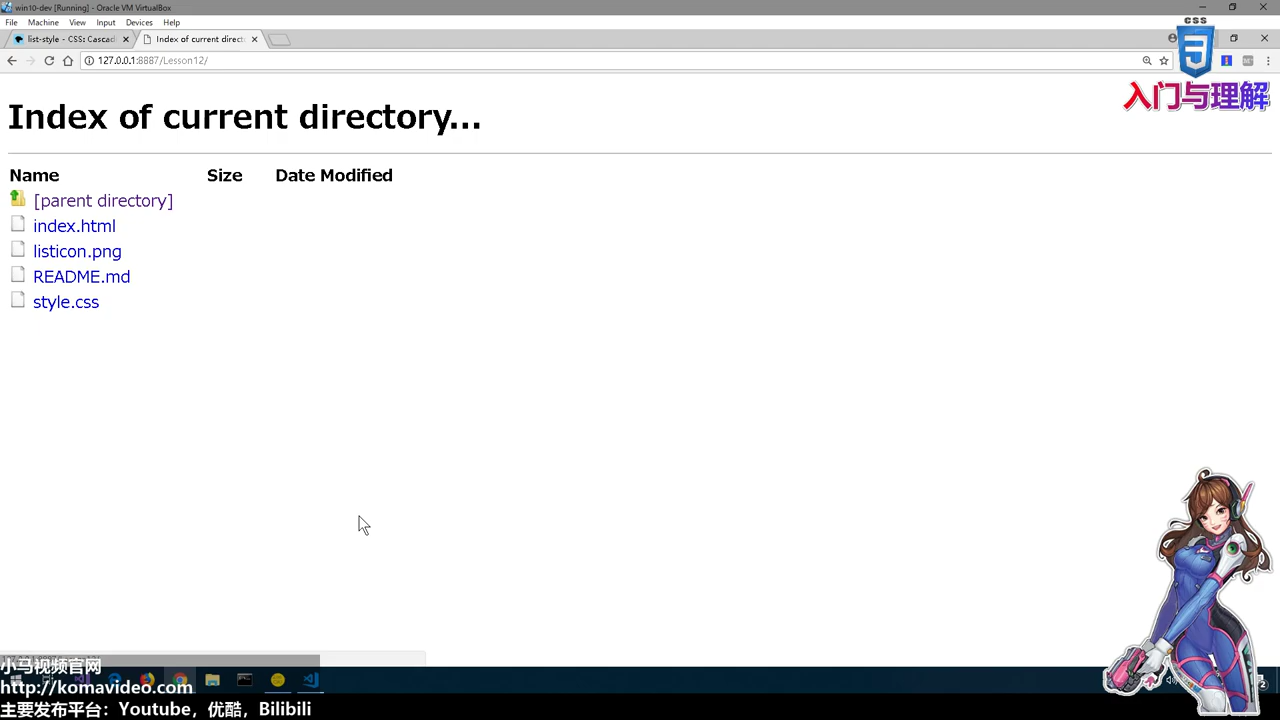 win10-dev [Running] - Oracle VM VirtualBox
File Machine View Input Devices Help
list-style - CSS: Cascad
Index of current direct
127.0.0.1:8887/Lesson12/
CSS
入门与理解
Index of current directory...
Name Size Date Modified
[parent directory]
index.html
listicon.png
README.md
style.css
小马视频官网
http://komavideo.com
主要发布平台：Youtube，优酷，Bilibili